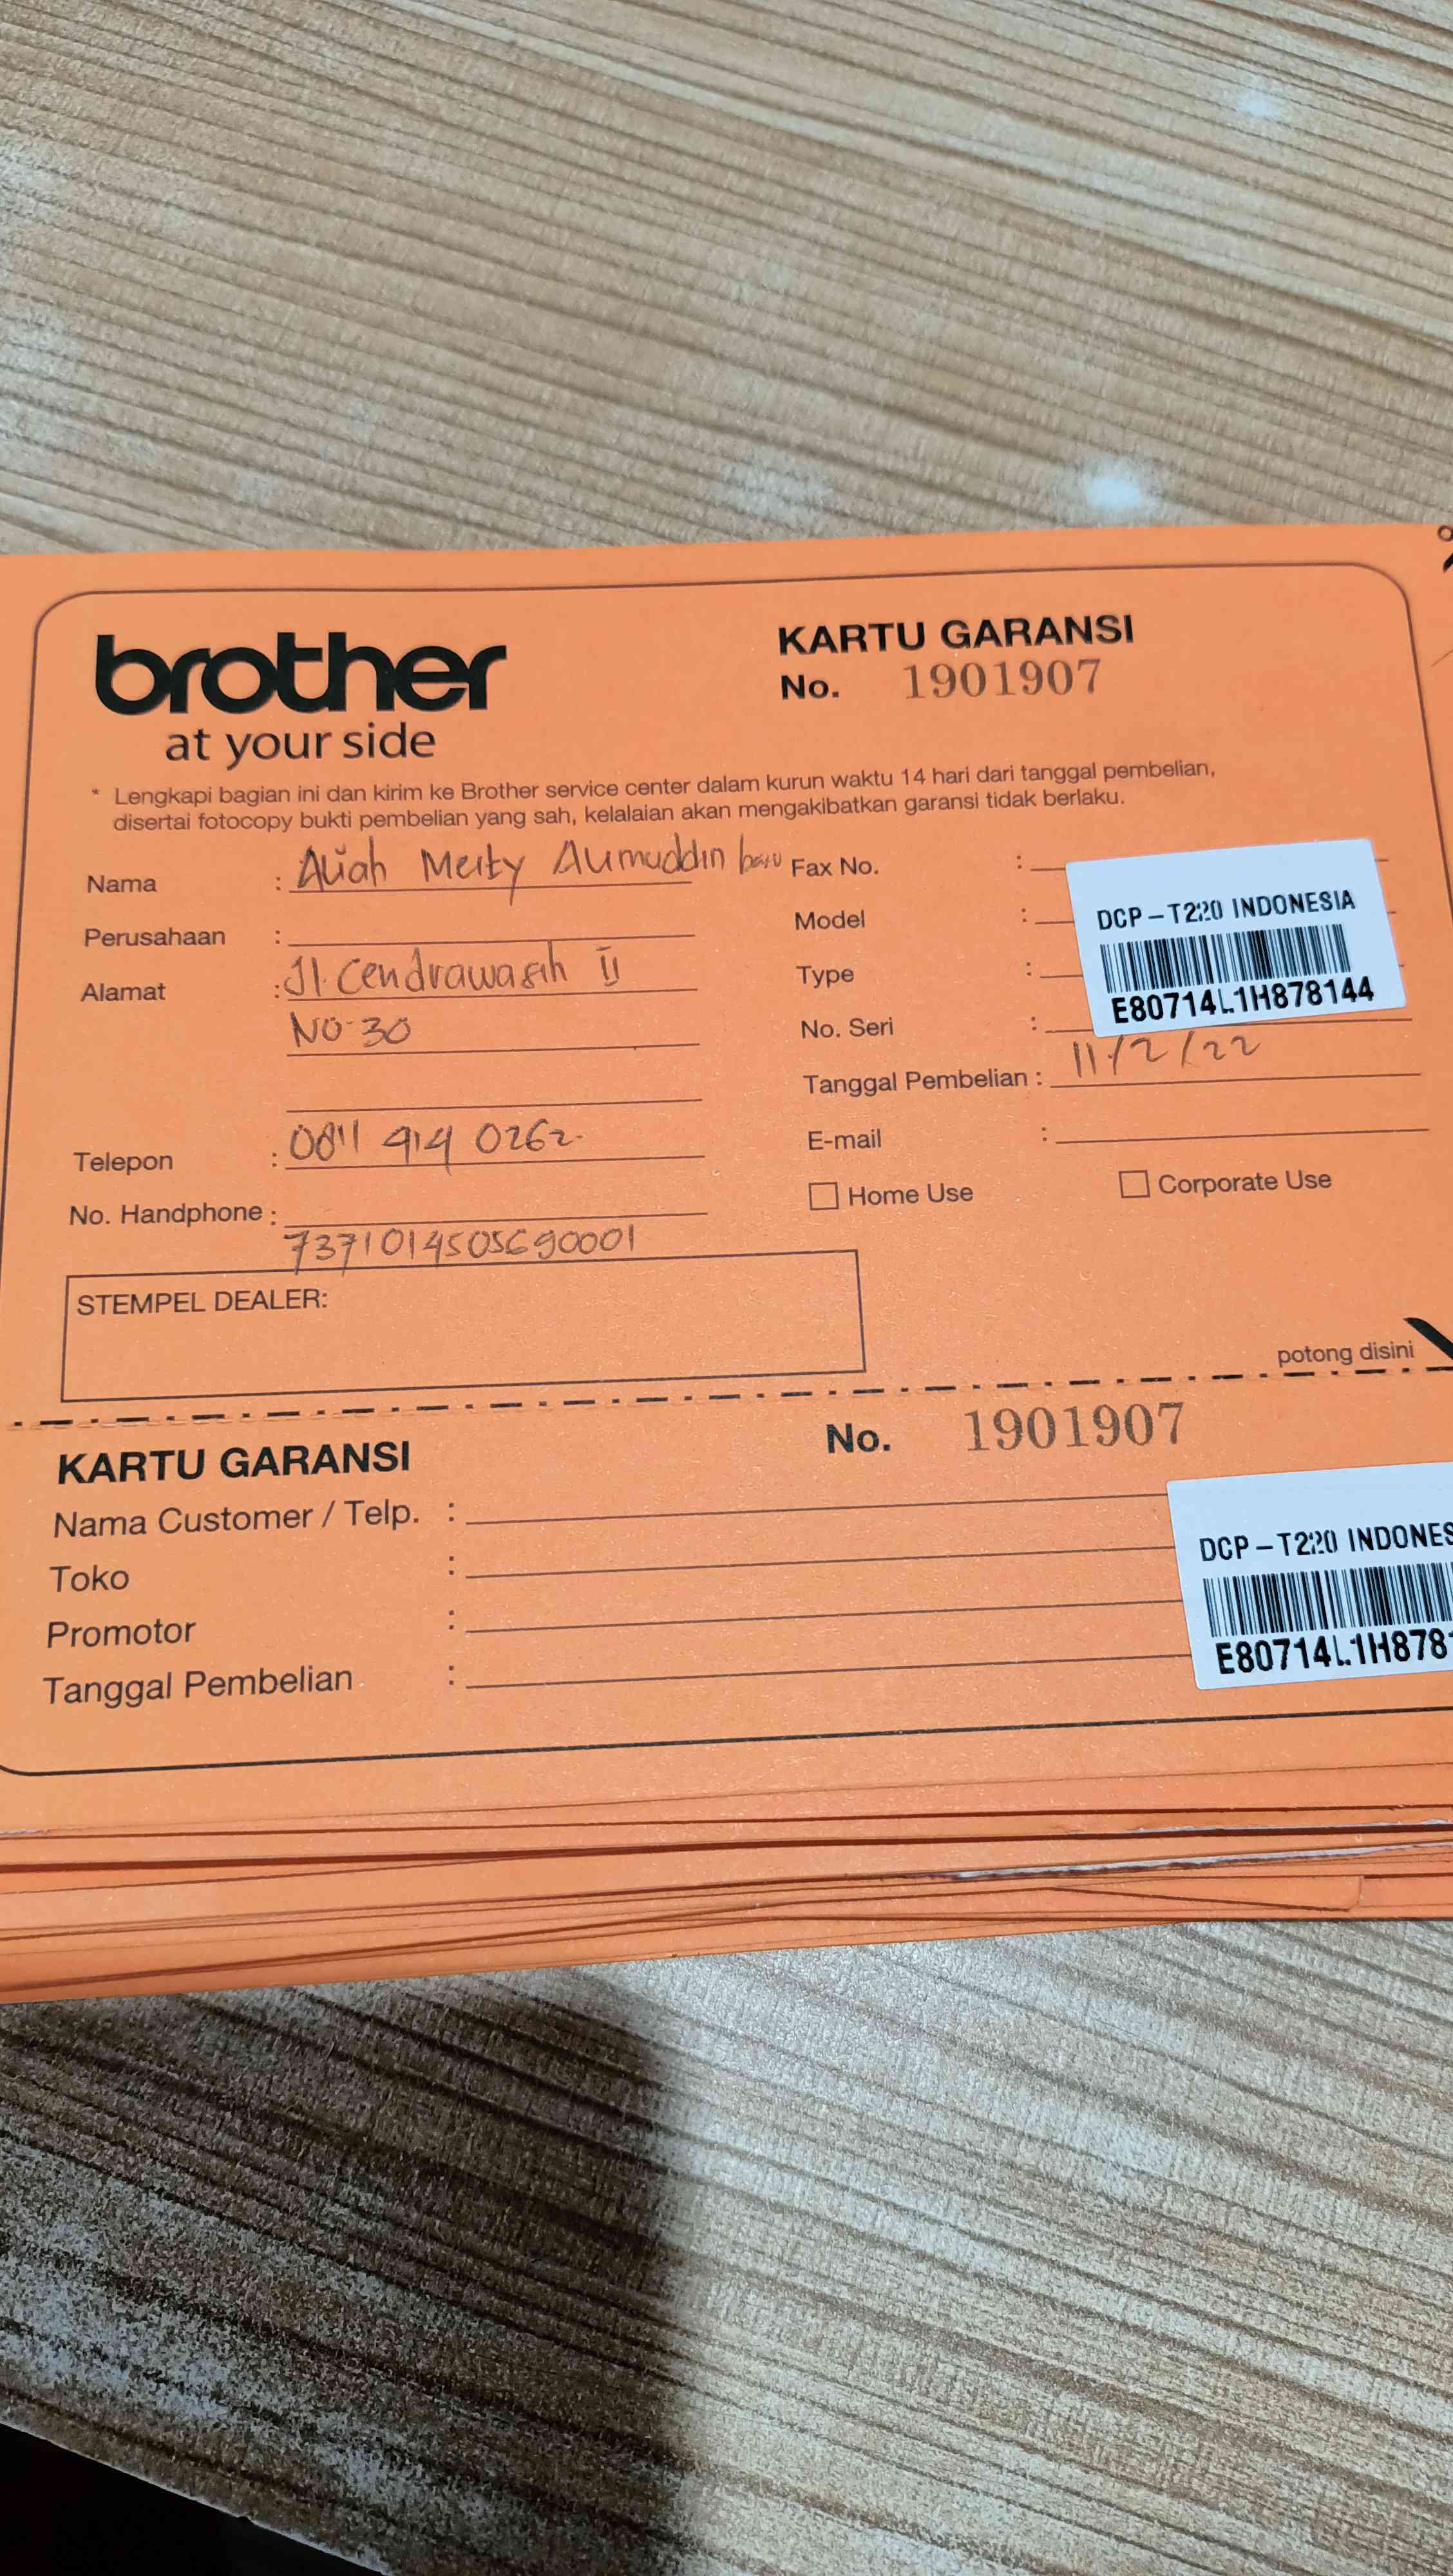 brother
at your side
KARTU GARANSI
No. 1901907
* Lengkapi bagian ini dan kirim ke Brother service center dalam kurun waktu 14 hari dari tanggal pembelian,
disertai fotocopy bukti pembelian yang sah, kelalaian akan mengakibatkan garansi tidak berlaku.
Nama : Aliah Meity Alimuddin
Perusahaan :
Alamat : Jl. Cendrawasih II
No 30
Telepon : 0811 414 0262
No. Handphone :
7371014505690001
Fax No. :
Model :
Type :
No. Seri :
DCP-T220 INDONESIA
E80714L1H878144
Tanggal Pembelian : 11/2/22
E-mail :
Home Use
Corporate Use
STEMPEL DEALER:
potong disini
KARTU GARANSI
No. 1901907
Nama Customer / Telp. :
Toko :
Promotor :
Tanggal Pembelian :
DCP-T220 INDONES
E80714L1H878